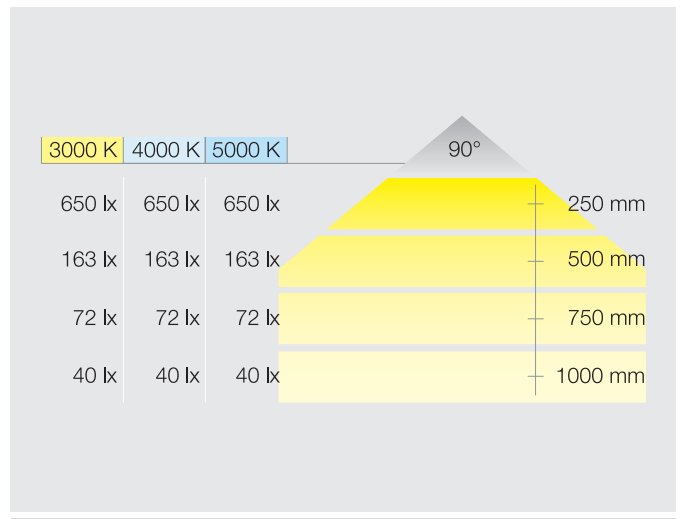 3000 K 4000 K 5000 K 90°
650 lx 650 lx 650 lx 250 mm
163 lx 163 lx 163 lx 500 mm
72 lx 72 lx 72 lx 750 mm
40 lx 40 lx 40 lx 1000 mm